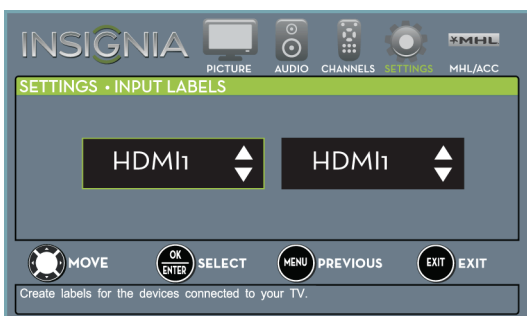 INSIGNIA
PICTURE AUDIO CHANNELS SETTINGS MHL MHL/ACC
SETTINGS • INPUT LABELS
HDMI1 HDMI1
MOVE OK ENTER SELECT MENU PREVIOUS EXIT EXIT
Create labels for the devices connected to your TV.